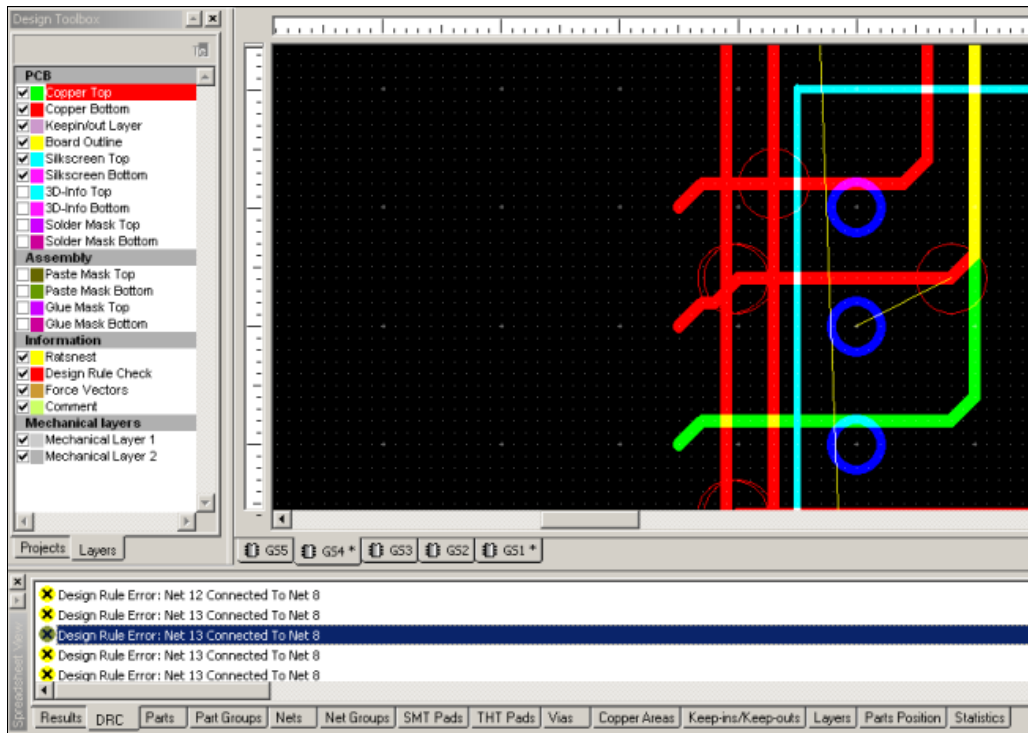 Design Toolbox
PCB
Copper Top
Copper Bottom
Keepin/out Layer
Board Outline
Silkscreen Top
Silkscreen Bottom
3D-Info Top
3D-Info Bottom
Solder Mask Top
Solder Mask Bottom
Assembly
Paste Mask Top
Paste Mask Bottom
Glue Mask Top
Glue Mask Bottom
Information
Ratsnest
Design Rule Check
Force Vectors
Comment
Mechanical layers
Mechanical Layer 1
Mechanical Layer 2
Projects Layers
GS5 GS4 * GS3 GS2 GS1 *
Spreadsheet View
Design Rule Error: Net 12 Connected To Net 8
Design Rule Error: Net 13 Connected To Net 8
Design Rule Error: Net 13 Connected To Net 8
Design Rule Error: Net 13 Connected To Net 8
Design Rule Error: Net 13 Connected To Net 8
Results DRC Parts Part Groups Nets Net Groups SMT Pads THT Pads Vias Copper Areas Keep-ins/Keep-outs Layers Parts Position Statistics